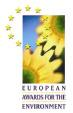 EUROPEAN
AWARDS FOR THE
ENVIRONMENT